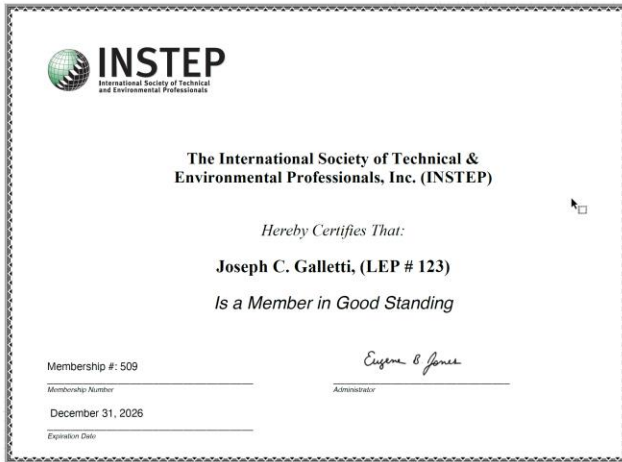 INSTEP
International Society of Technical
and Environmental Professionals
The International Society of Technical &
Environmental Professionals, Inc. (INSTEP)
Hereby Certifies That:
Joseph C. Galletti, (LEP # 123)
Is a Member in Good Standing
Membership #: 509
Membership Number
Eugene B Jones
Administrator
December 31, 2026
Expiration Date